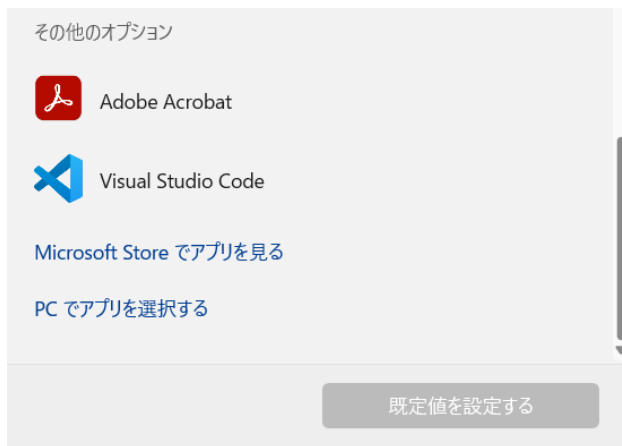 その他のオプション
Adobe Acrobat
Visual Studio Code
Microsoft Store でアプリを見る
PC でアプリを選択する
既定値を設定する